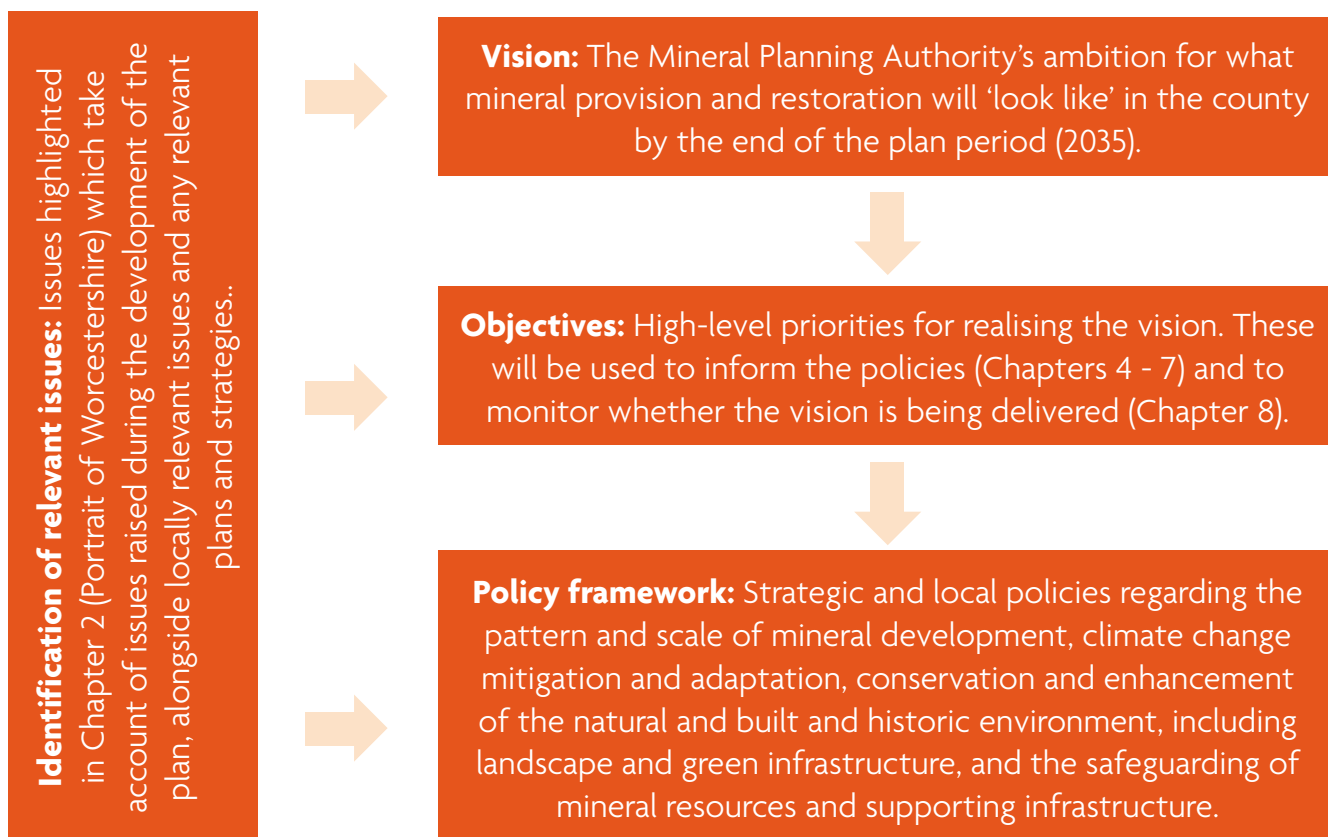 Identification of relevant issues: Issues highlighted
in Chapter 2 (Portrait of Worcestershire) which take
account of issues raised during the development of the
plan, alongside locally relevant issues and any relevant
plans and strategies..
Vision: The Mineral Planning Authority’s ambition for what
mineral provision and restoration will ‘look like’ in the county
by the end of the plan period (2035).
Objectives: High-level priorities for realising the vision. These
will be used to inform the policies (Chapters 4 - 7) and to
monitor whether the vision is being delivered (Chapter 8).
Policy framework: Strategic and local policies regarding the
pattern and scale of mineral development, climate change
mitigation and adaptation, conservation and enhancement
of the natural and built and historic environment, including
landscape and green infrastructure, and the safeguarding of
mineral resources and supporting infrastructure.